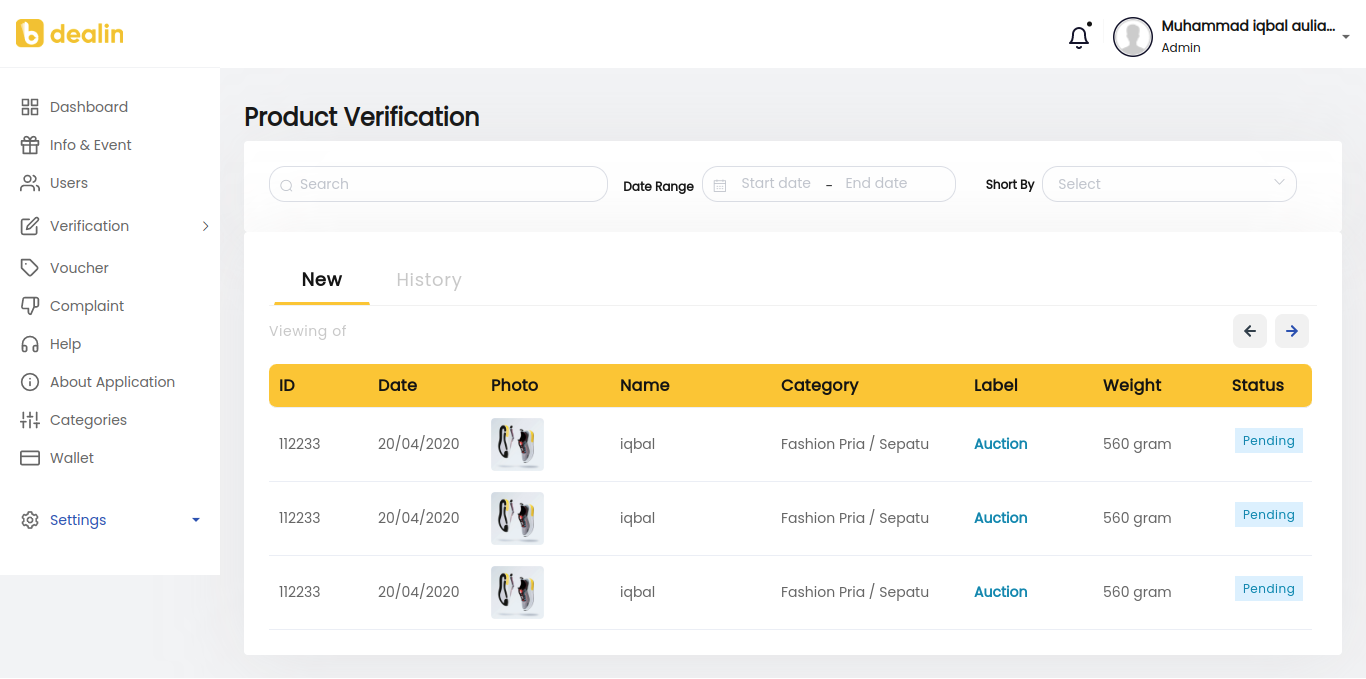 dealin
Muhammad iqbal aulia...
Admin
Dashboard
Info & Event
Users
Verification
Voucher
Complaint
Help
About Application
Categories
Wallet
Settings
Product Verification
Search
Date Range
Start date - End date
Short By
Select
New History
Viewing of
ID Date Photo Name Category Label Weight Status
112233 20/04/2020 iqbal Fashion Pria / Sepatu Auction 560 gram Pending
112233 20/04/2020 iqbal Fashion Pria / Sepatu Auction 560 gram Pending
112233 20/04/2020 iqbal Fashion Pria / Sepatu Auction 560 gram Pending